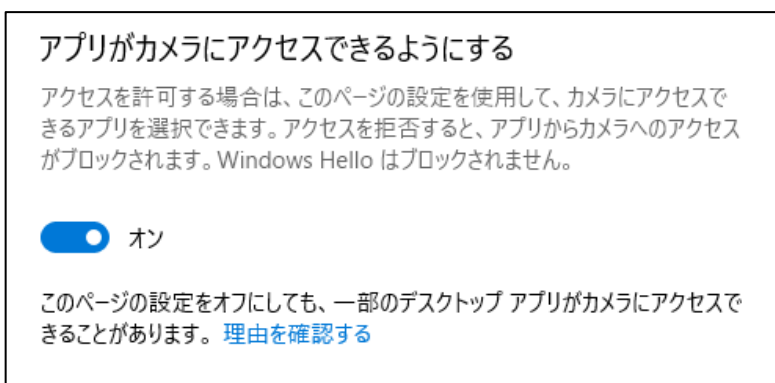 アプリがカメラにアクセスできるようにする
アクセスを許可する場合は、このページの設定を使用して、カメラにアクセスで
きるアプリを選択できます。アクセスを拒否すると、アプリからカメラへのアクセス
がブロックされます。Windows Hello はブロックされません。
オン
このページの設定をオフにしても、一部のデスクトップ アプリがカメラにアクセスで
きることがあります。理由を確認する